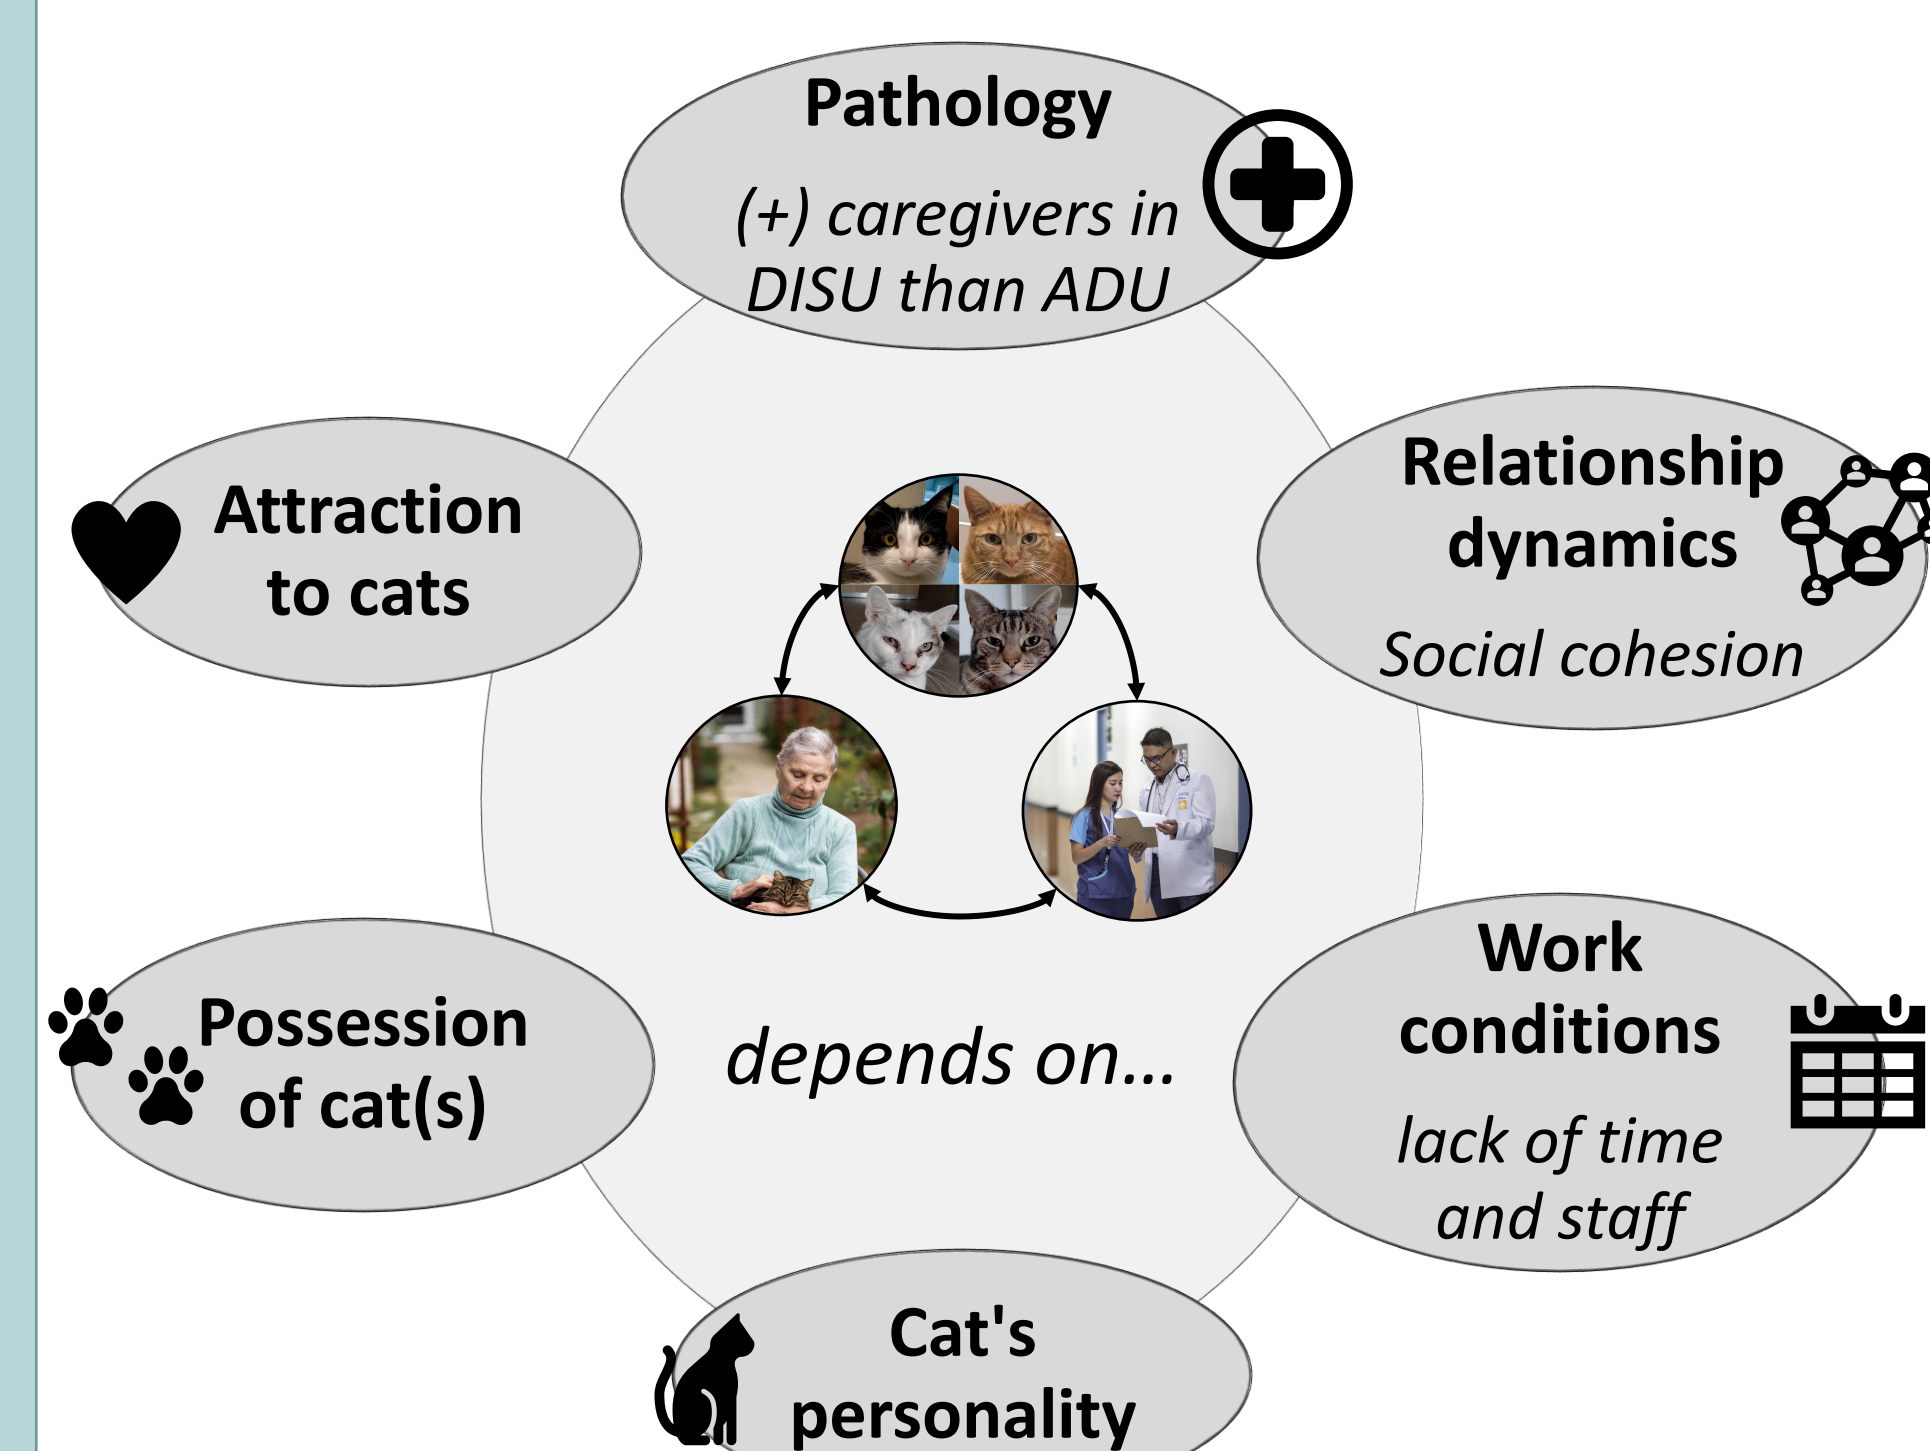 Pathology
(+) caregivers in
DISU than ADU
Attraction
to cats
Relationship
dynamics
Social cohesion
Possession
of cat(s)
depends on...
Work
conditions
lack of time
and staff
Cat's
personality